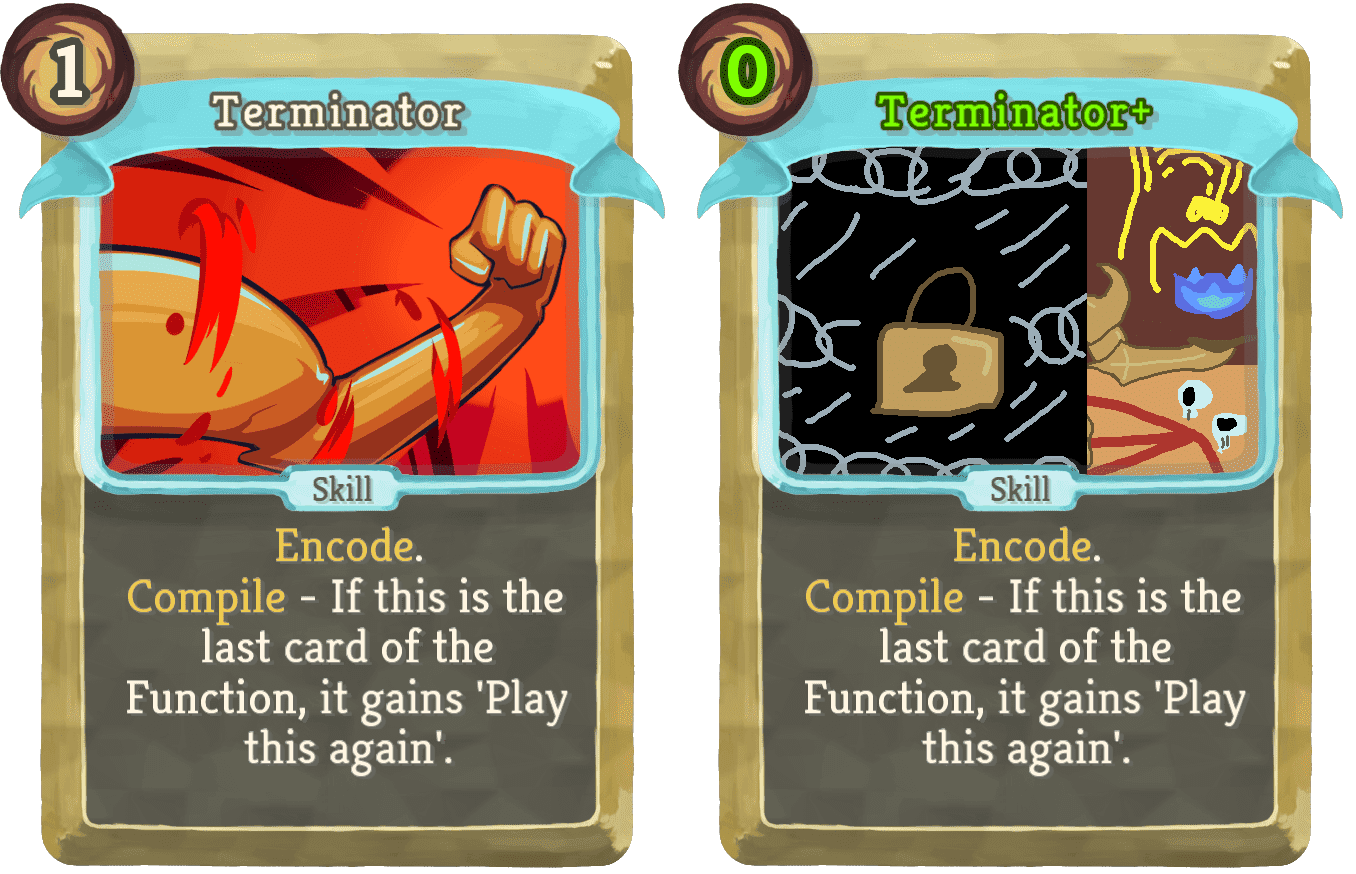 1
Terminator
Skill
Encode.
Compile - If this is the
last card of the
Function, it gains 'Play
this again'.
0
Terminator+
Skill
Encode.
Compile - If this is the
last card of the
Function, it gains 'Play
this again'.